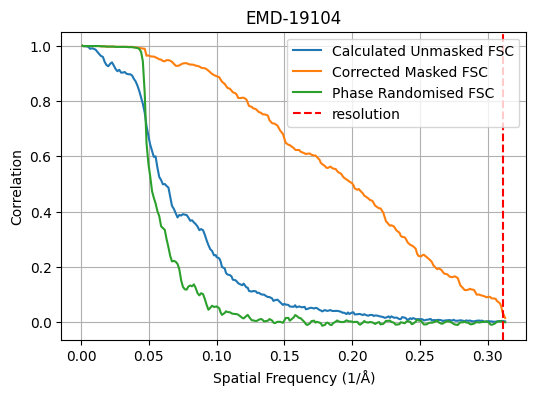 EMD-19104
Calculated Unmasked FSC
Corrected Masked FSC
Phase Randomised FSC
resolution
Correlation
1.0
0.8
0.6
0.4
0.2
0.0
0.00 0.05 0.10 0.15 0.20 0.25 0.30
Spatial Frequency (1/Å)